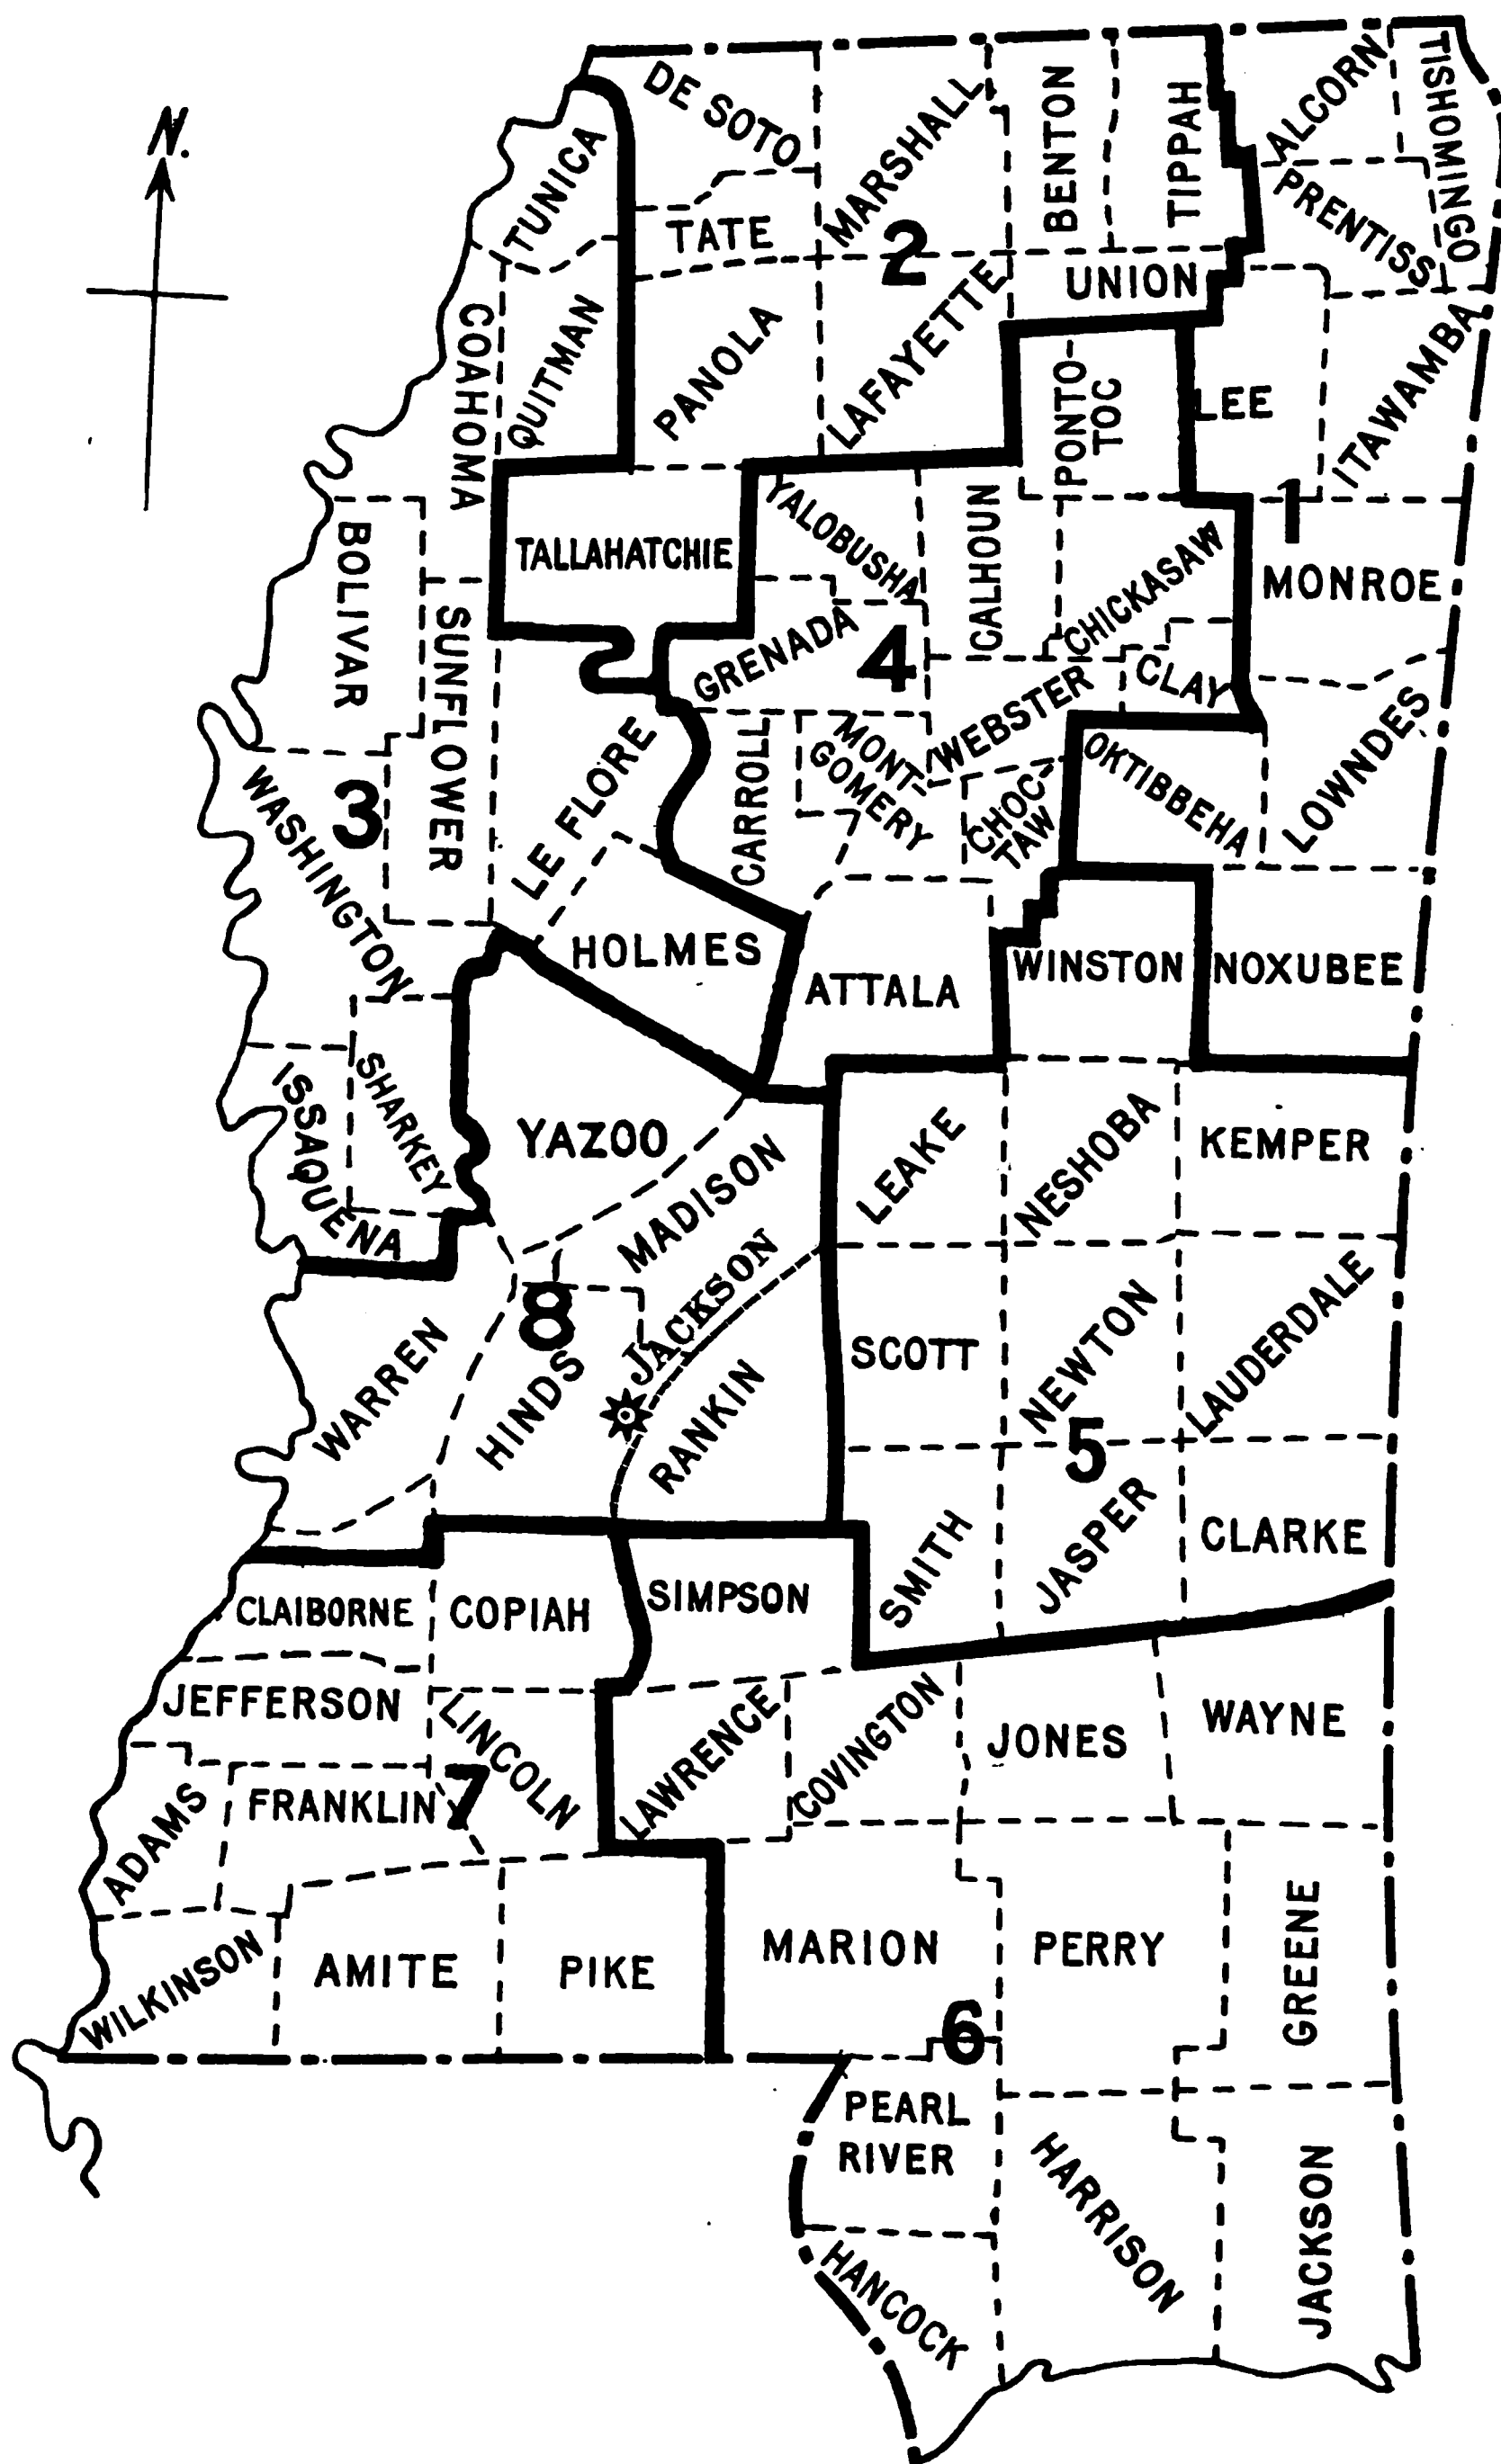 N.
DE SOTO
MARSHALL
BENTON
TIPPAH
ALCORN
TISHOMINGO
TUNICA
TATE
2
PRENTISS
UNION
COAHOMA
QUITMAN
PANOLA
LAFAYETTE
PONTO-
TOC
LEE
ITAWAMBA
1
BOLIVAR
TALLAHATCHIE
YALOBUSHA
CALHOUN
CHICKASAW
MONROE
SUNFLOWER
GRENADA
4
CLAY
WEBSTER
LOWNDES
LE FLORE
CARROLL
MONT-
GOMERY
CHOC-
TAW
OKTIBBEHA
WASHINGTON
3
HOLMES
ATTALA
WINSTON
NOXUBEE
ISSAQUENA
SHARKEY
YAZOO
MADISON
LEAKE
NESHOBA
KEMPER
WARREN
8
HINDS
JACKSON
RANKIN
SCOTT
NEWTON
LAUDERDALE
5
SMITH
JASPER
CLARKE
CLAIBORNE
COPIAH
SIMPSON
JEFFERSON
LINCOLN
LAWRENCE
COVINGTON
JONES
WAYNE
ADAMS
FRANKLIN
7
WILKINSON
AMITE
PIKE
MARION
PERRY
GREENE
6
PEARL
RIVER
HARRISON
JACKSON
HANCOCK